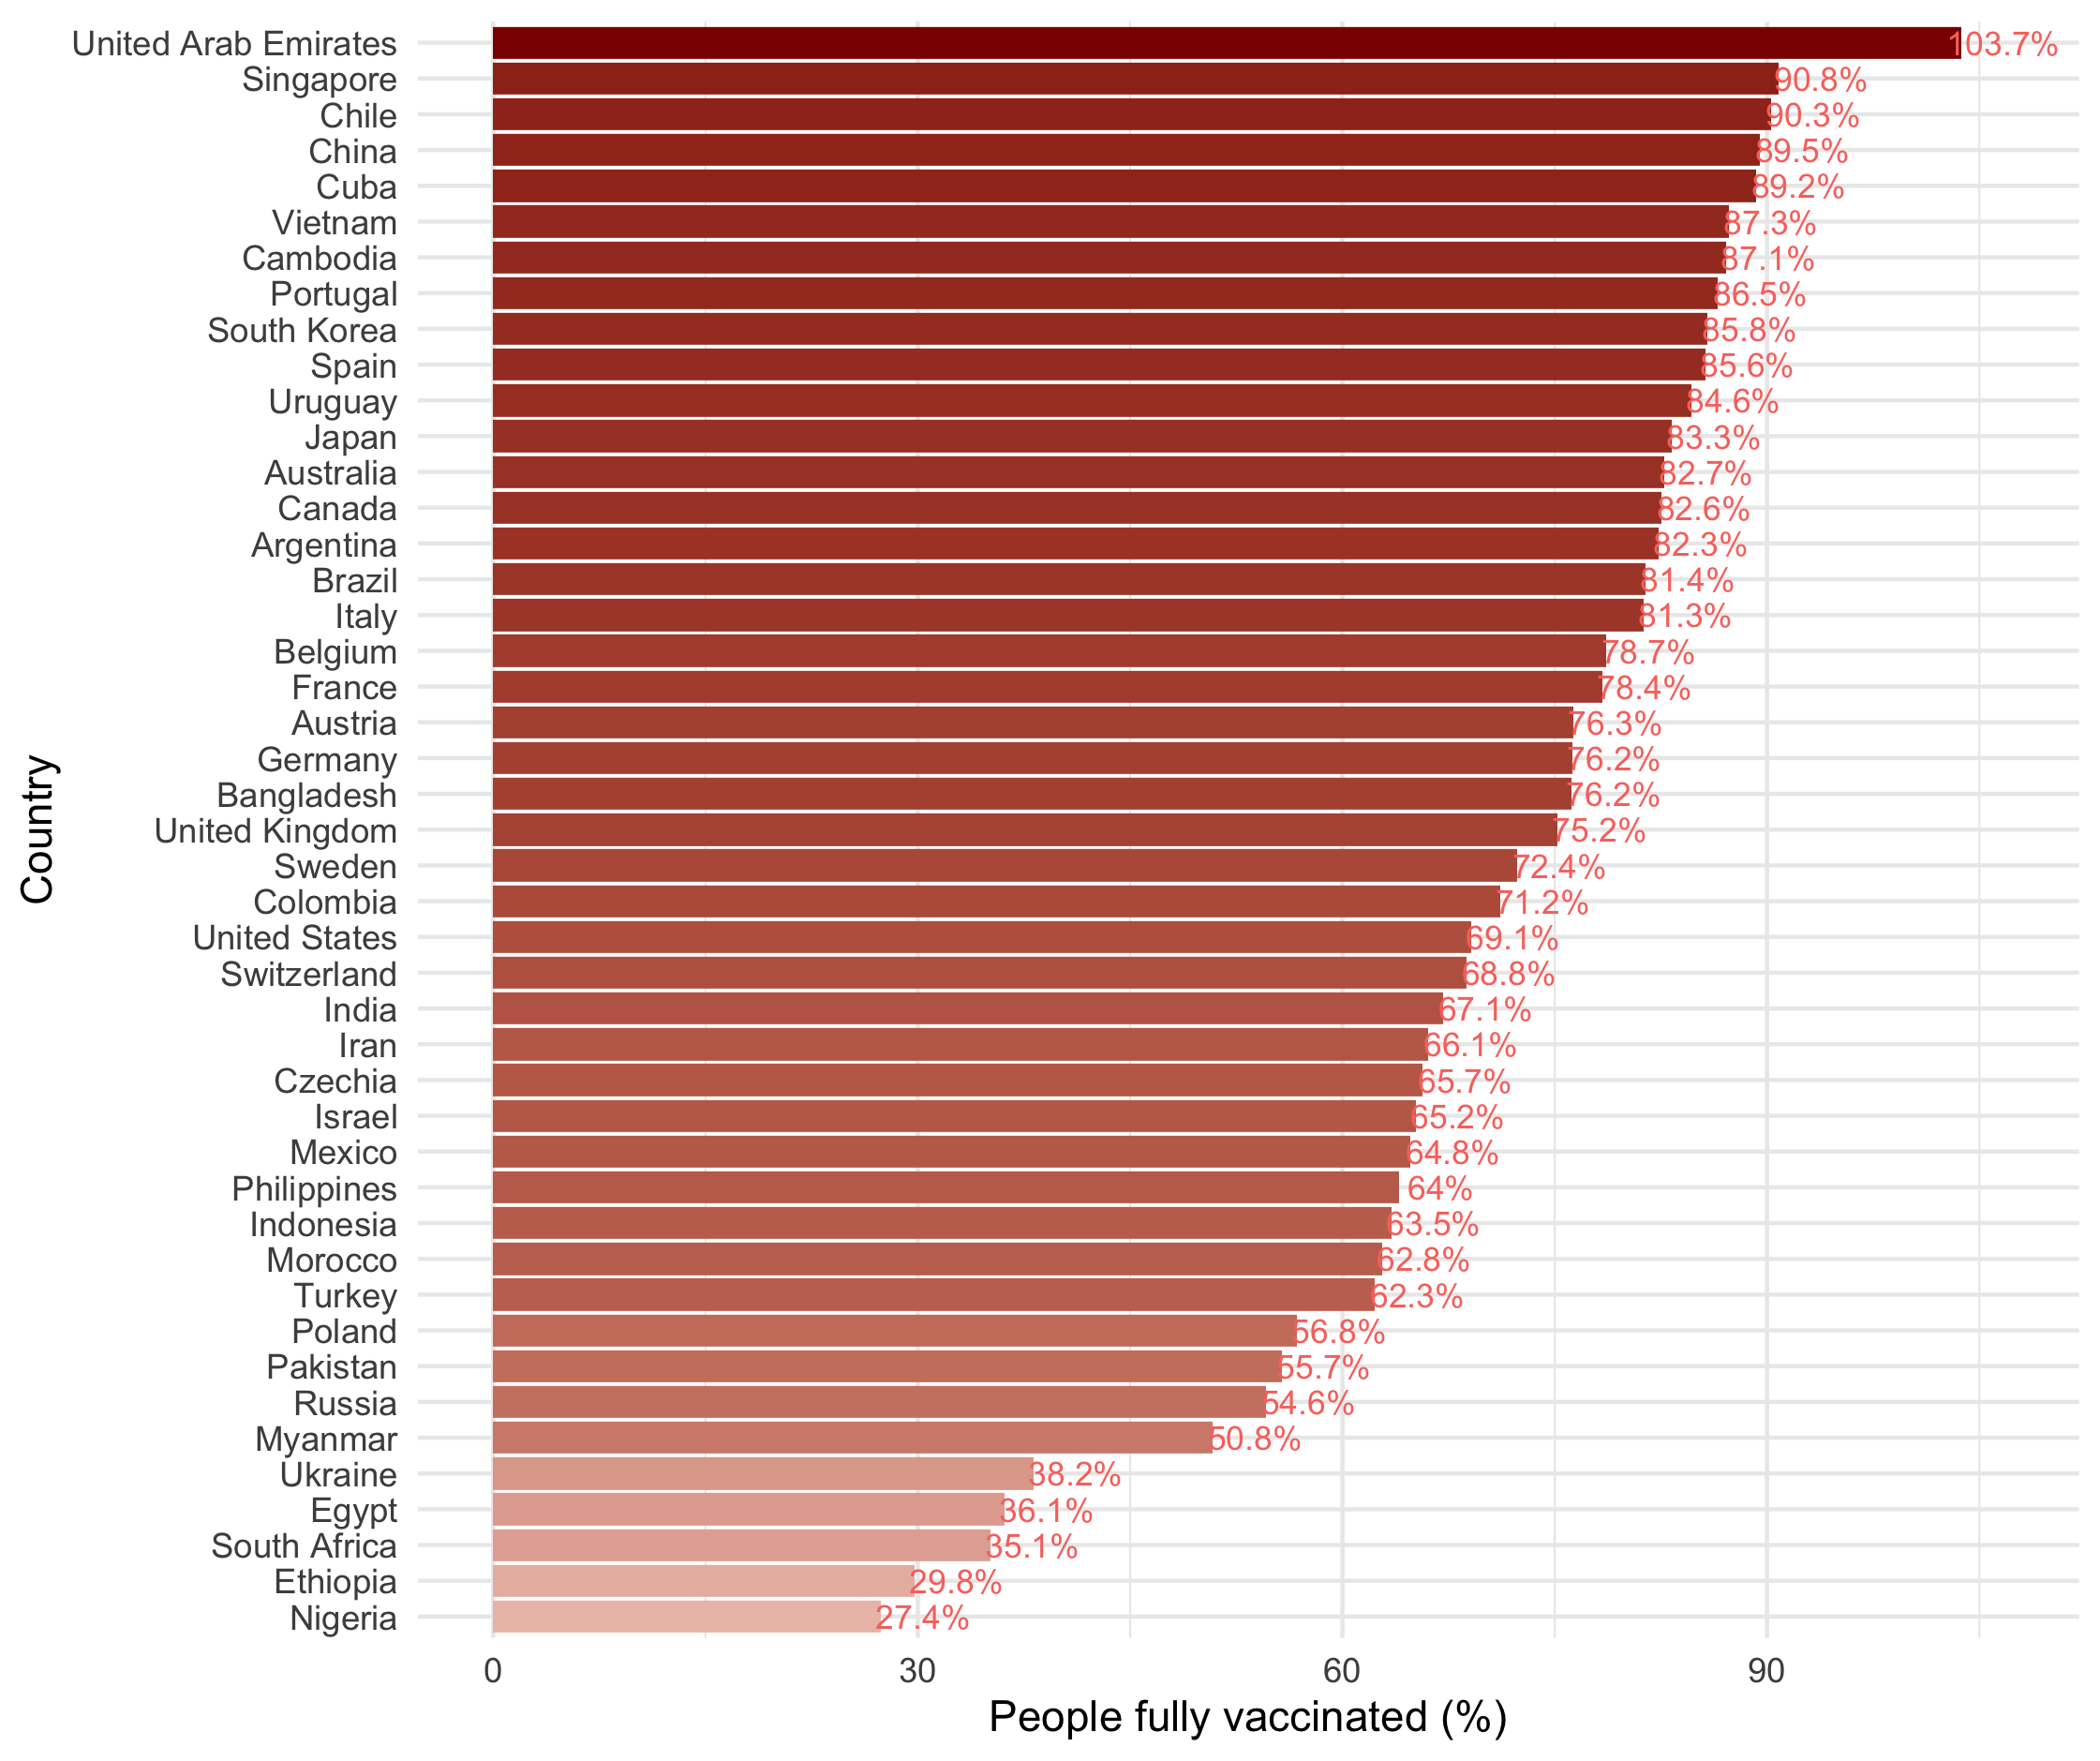 United Arab Emirates 103.7%
Singapore 90.8%
Chile 90.3%
China 89.5%
Cuba 89.2%
Vietnam 87.3%
Cambodia 87.1%
Portugal 86.5%
South Korea 85.8%
Spain 85.6%
Uruguay 84.6%
Japan 83.3%
Australia 82.7%
Canada 82.6%
Argentina 82.3%
Brazil 81.4%
Italy 81.3%
Belgium 78.7%
France 78.4%
Austria 76.3%
Germany 76.2%
Bangladesh 76.2%
United Kingdom 75.2%
Sweden 72.4%
Colombia 71.2%
United States 69.1%
Switzerland 68.8%
India 67.1%
Iran 66.1%
Czechia 65.7%
Israel 65.2%
Mexico 64.8%
Philippines 64%
Indonesia 63.5%
Morocco 62.8%
Turkey 62.3%
Poland 56.8%
Pakistan 55.7%
Russia 54.6%
Myanmar 50.8%
Ukraine 38.2%
Egypt 36.1%
South Africa 35.1%
Ethiopia 29.8%
Nigeria 27.4%
Country
0 30 60 90
People fully vaccinated (%)